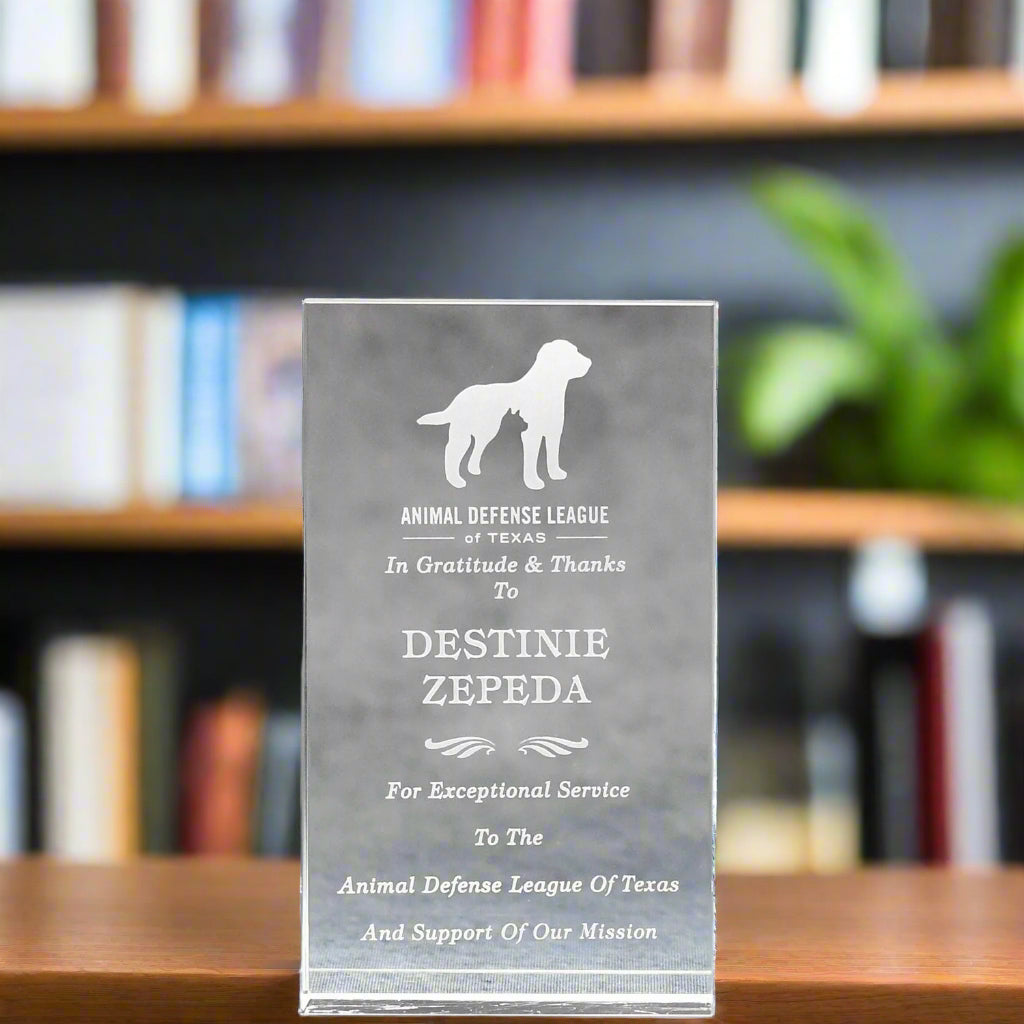 ANIMAL DEFENSE LEAGUE
of TEXAS
In Gratitude & Thanks
To
DESTINIE
ZEPEDA
For Exceptional Service
To The
Animal Defense League Of Texas
And Support Of Our Mission